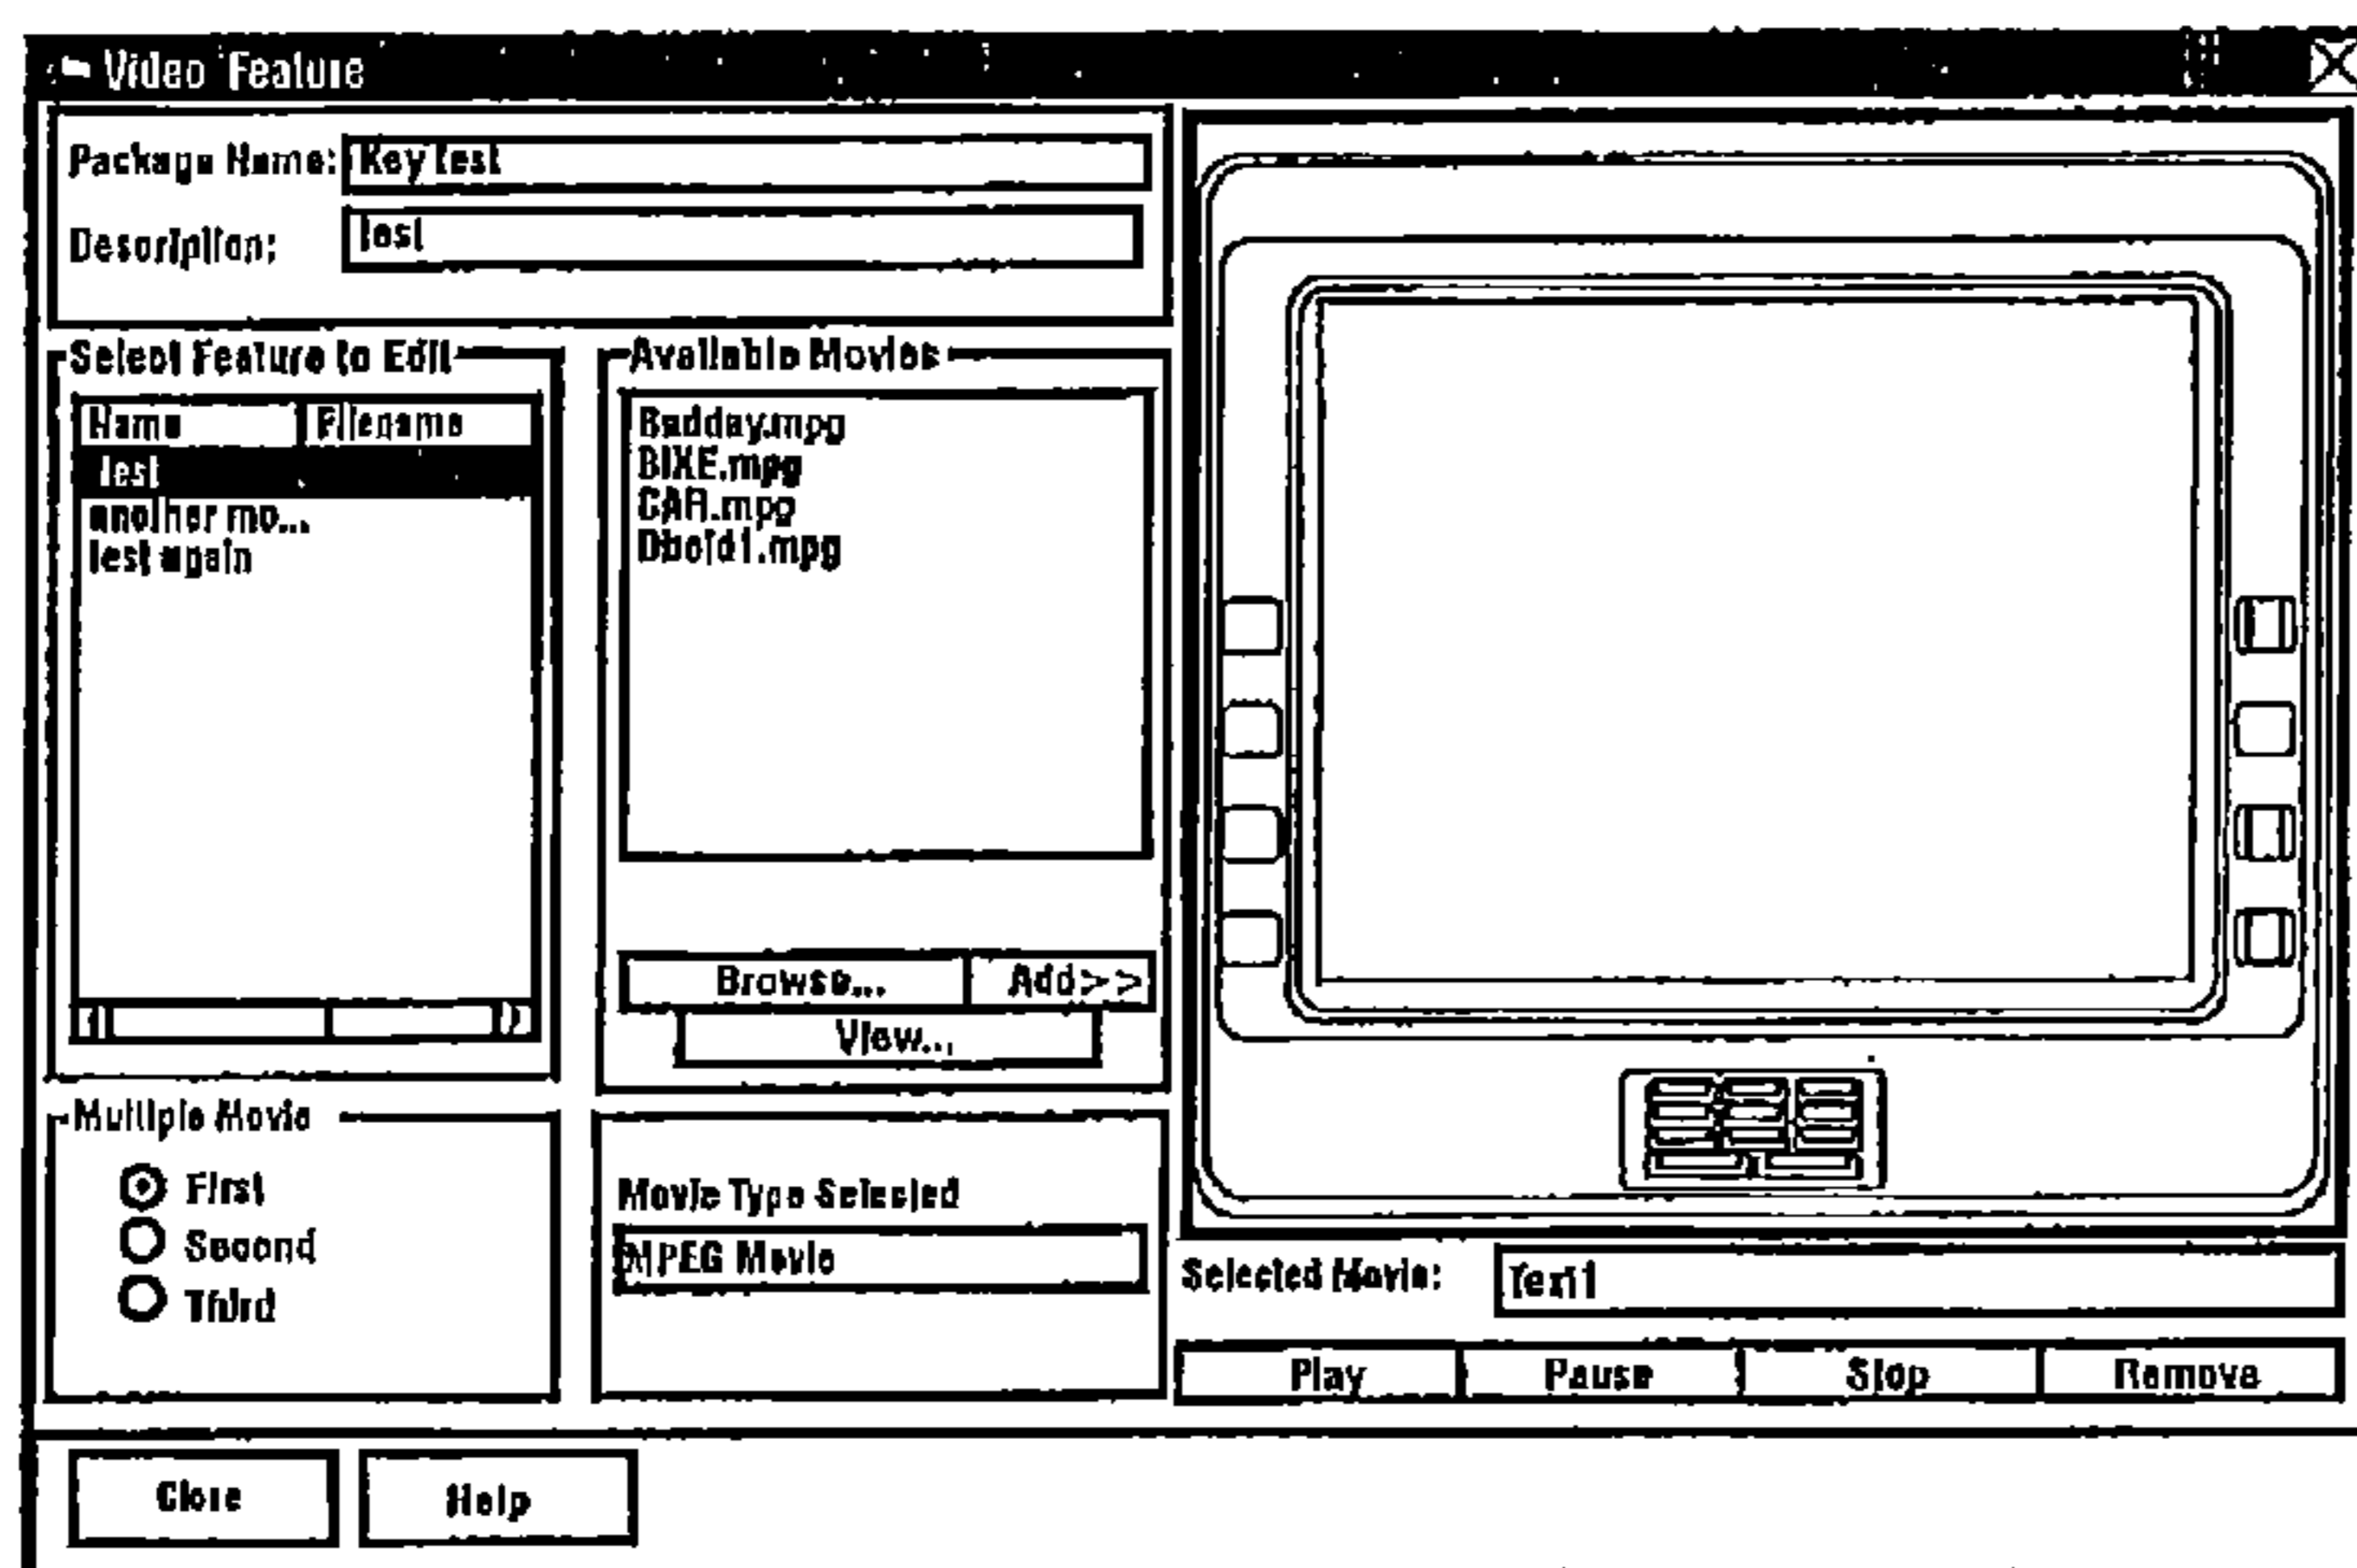 Video Feature
Package Name: Key test
Description: test
Select Feature to Edit
Name Filename
test
another mo...
test again
Available Movies
Badday.mpg
BIKE.mpg
CAR.mpg
Browse... Add>>
View...
Multiple Movie
First
Second
Third
Movie Type Selected
MPEG Movie
Selected Movie: Text1
Play Pause Stop Remove
Close Help